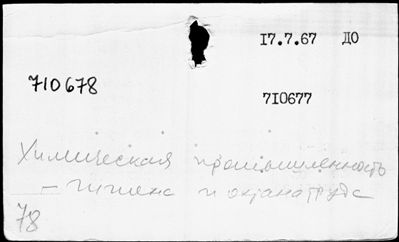 17.7.67 ДО
710678
710677
Химическая промышленность
- гигиена и охрана труда
78